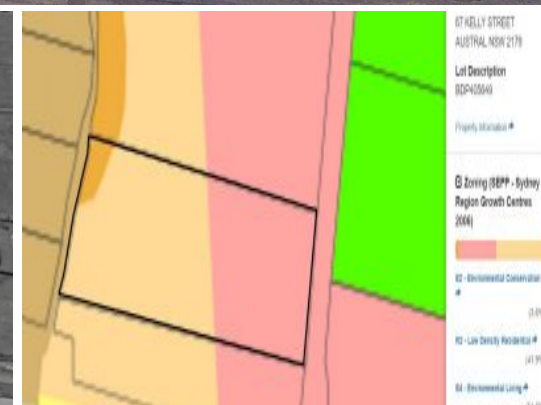 67 KELLY STREET
AUSTRAL NSW 2179
Lot Description
Property Information
Zoring (SEPP - Sydney
Region Growth Centres
2006)
E2 - Environmental Conservation
R2 - Low Density Residential
E4 - Environmental Living